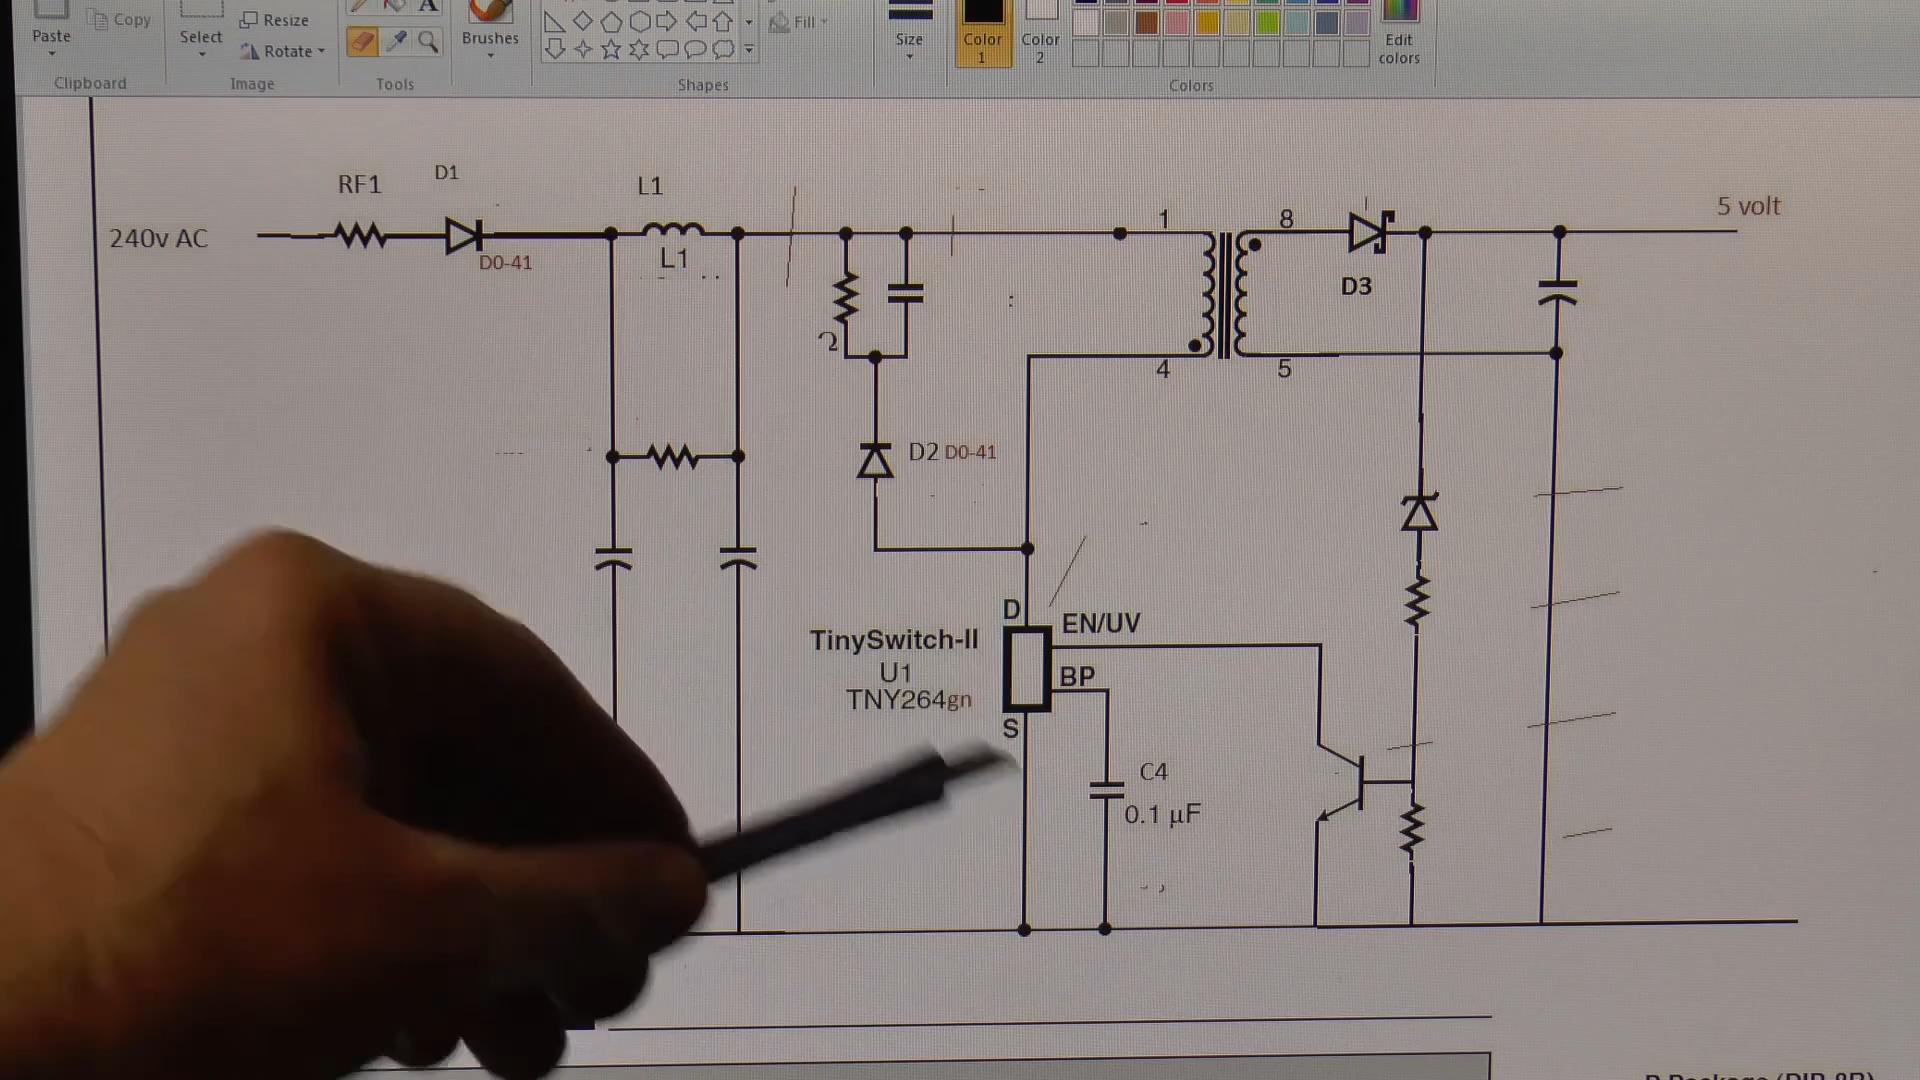 Paste
Copy
Select
Resize
Rotate
A
Brushes
Fill
Size
Color 1
Color 2
Edit colors
Clipboard
Image
Tools
Shapes
Colors
RF1
D1
L1
240v AC
D0-41
L1
1
8
5 volt
D3
2
4
5
D2 D0-41
D
EN/UV
TinySwitch-II
U1
BP
TNY264gn
S
C4
0.1 µF